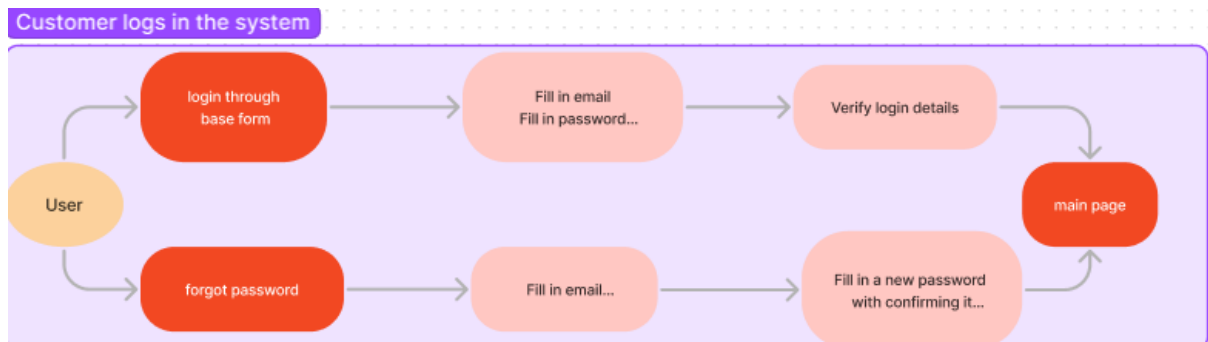 Customer logs in the system
login through
base form
Fill in email
Fill in password...
Verify login details
User
main page
forgot password
Fill in email...
Fill in a new password
with confirming it...